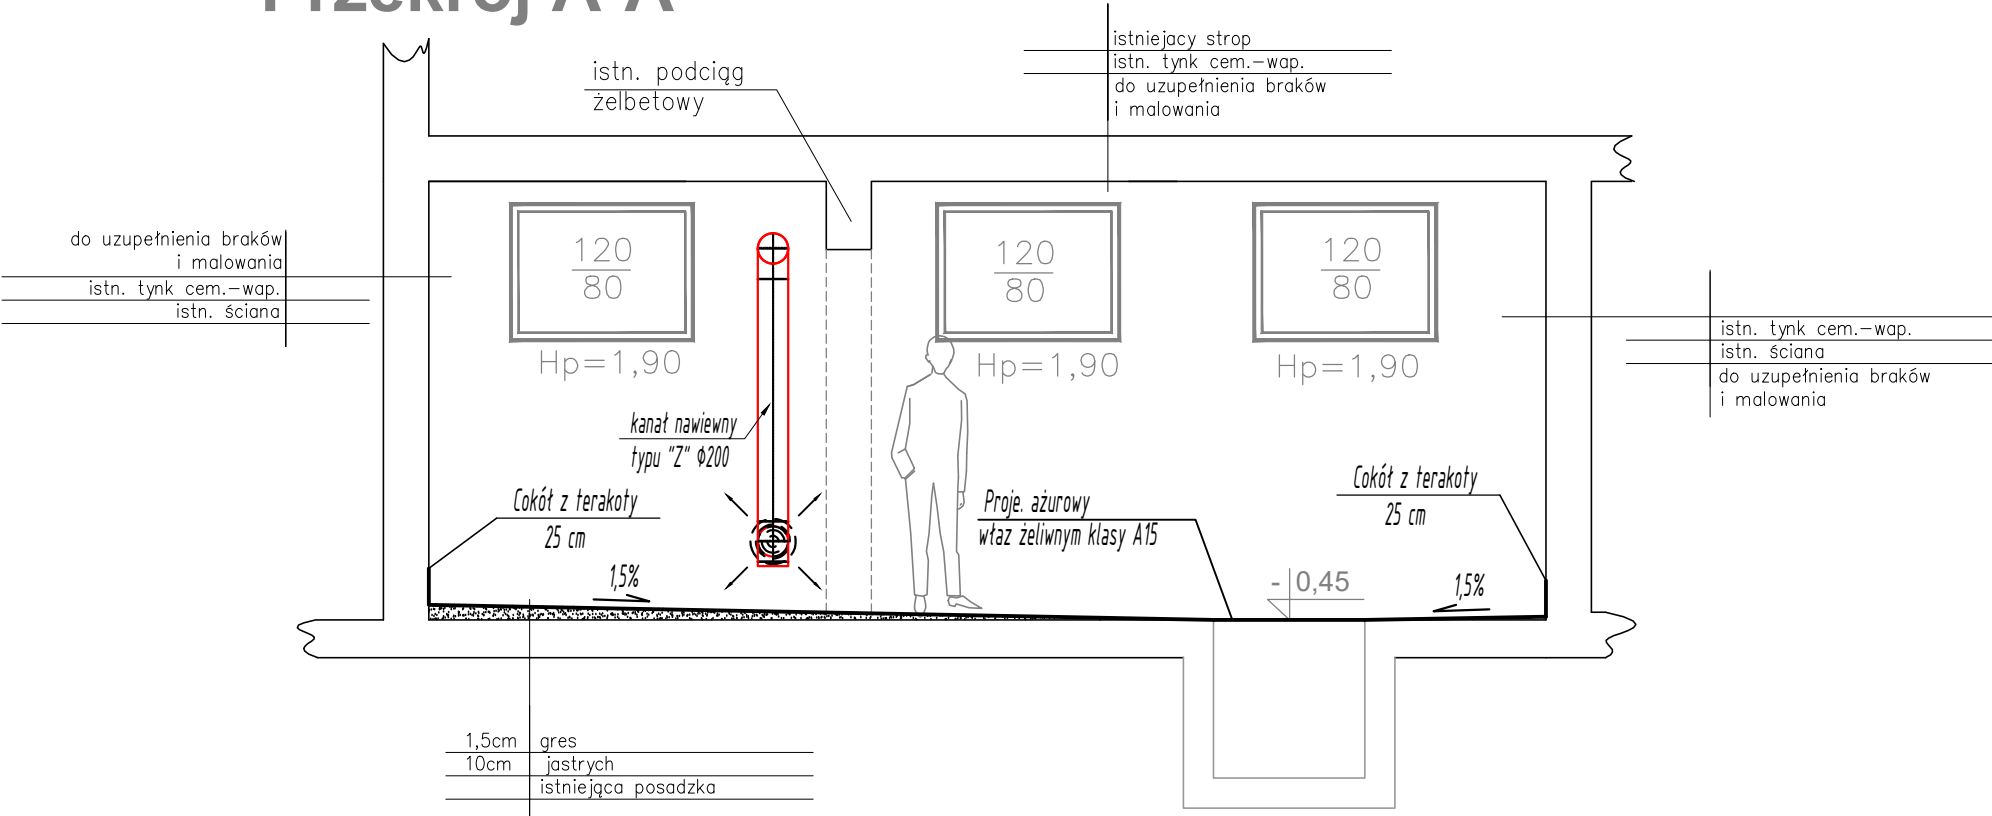 Przekrój A-A
istn. podciąg
żelbetowy
istniejacy strop
istn. tynk cem.-wap.
do uzupełnienia braków
i malowania
do uzupełnienia braków
i malowania
istn. tynk cem.-wap.
istn. ściana
120
80
Hp=1,90
120
80
Hp=1,90
120
80
Hp=1,90
istn. tynk cem.-wap.
istn. ściana
do uzupełnienia braków
i malowania
kanał nawiewny
typu "Z" Φ200
Cokół z terakoty
25 cm
Proje. ażurowy
właz żeliwnym klasy A15
Cokół z terakoty
25 cm
1,5%
- 0,45
1,5%
1,5cm gres
10cm jastrych
istniejąca posadzka